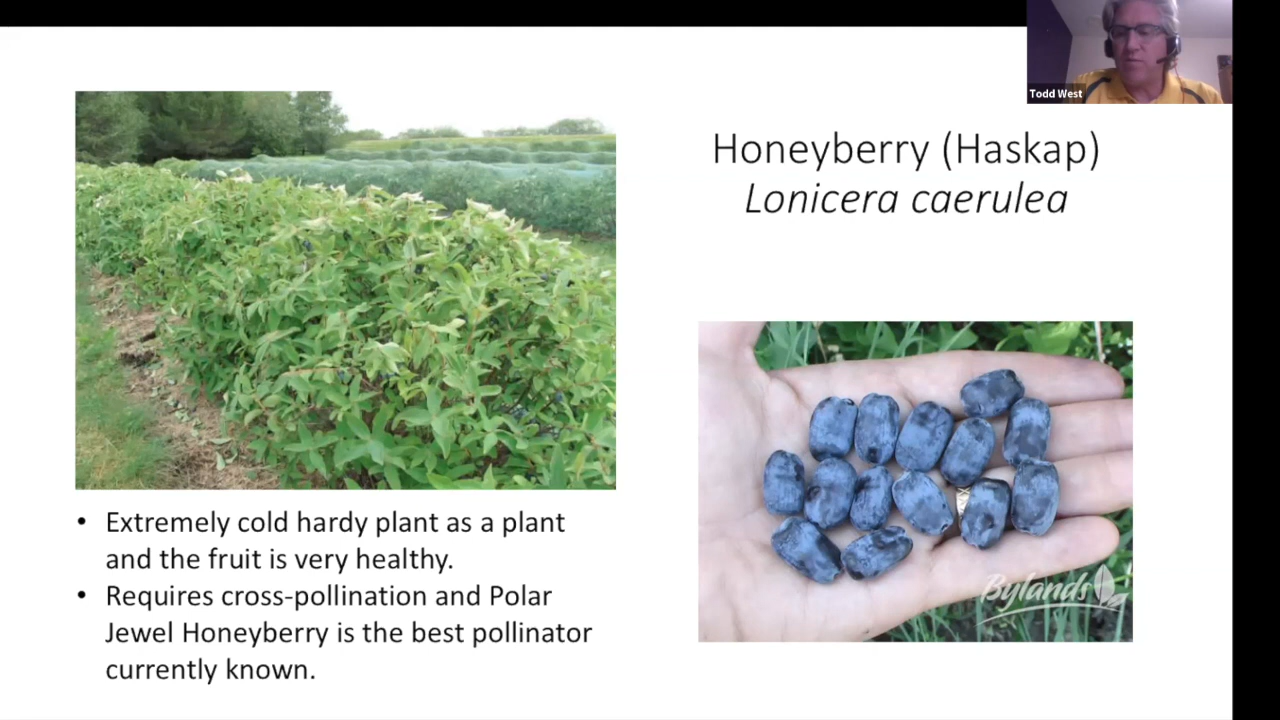 Todd West
Honeyberry (Haskap)
Lonicera caerulea
• Extremely cold hardy plant as a plant
and the fruit is very healthy.
• Requires cross-pollination and Polar
Jewel Honeyberry is the best pollinator
currently known.
Bylands